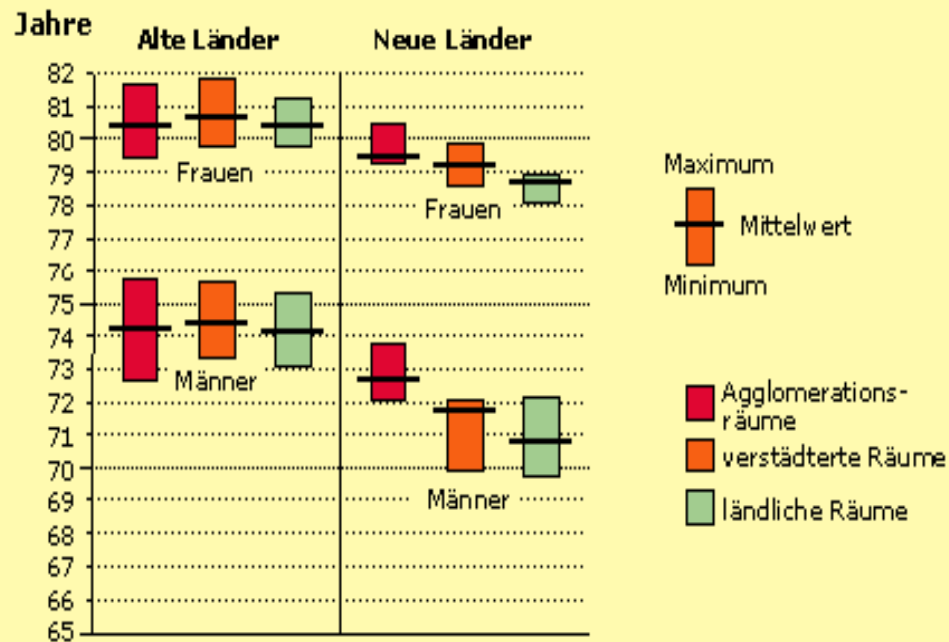 Jahre
Alte Länder
Neue Länder
82
81
80
79
78
77
76
75
74
73
72
71
70
69
68
67
66
65
Frauen
Männer
Frauen
Männer
Maximum
Mittelwert
Minimum
Agglomerations-
räume
verstädterte Räume
ländliche Räume